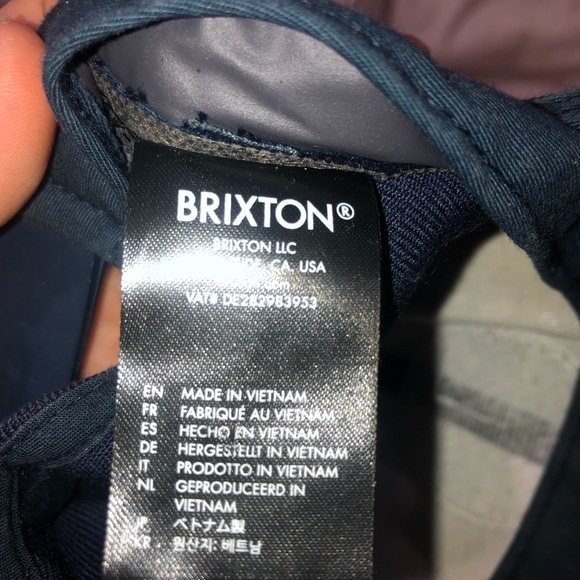 BRIXTON®
BRIXTON LLC
CA. USA
VAT# DE282983953
EN MADE IN VIETNAM
FR FABRIQUÉ AU VIETNAM
ES HECHO EN VIETNAM
DE HERGESTELLT IN VIETNAM
IT PRODOTTO IN VIETNAM
NL GEPRODUCEERD IN
VIETNAM
JP ベトナム製
KR 원산지: 베트남